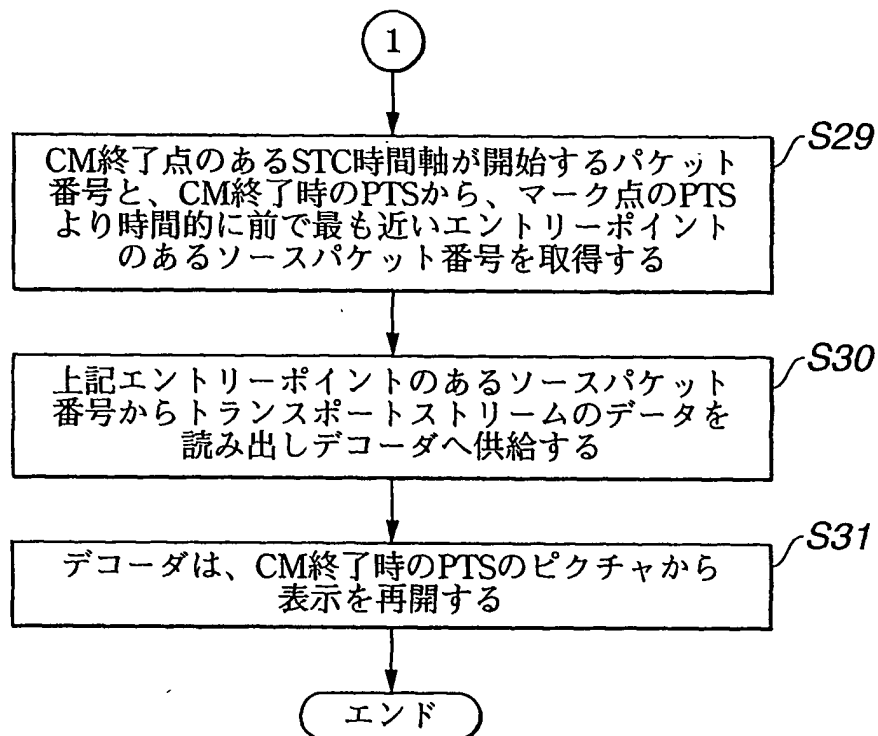 1
S29
CM終了点のあるSTC時間軸が開始するパケット
番号と、CM終了時のPTSから、マーク点のPTS
より時間的に前で最も近いエントリーポイント
のあるソースパケット番号を取得する
S30
上記エントリーポイントのあるソースパケット
番号からトランスポートストリームのデータを
読み出しデコーダへ供給する
S31
デコーダは、CM終了時のPTSのピクチャから
表示を再開する
エンド